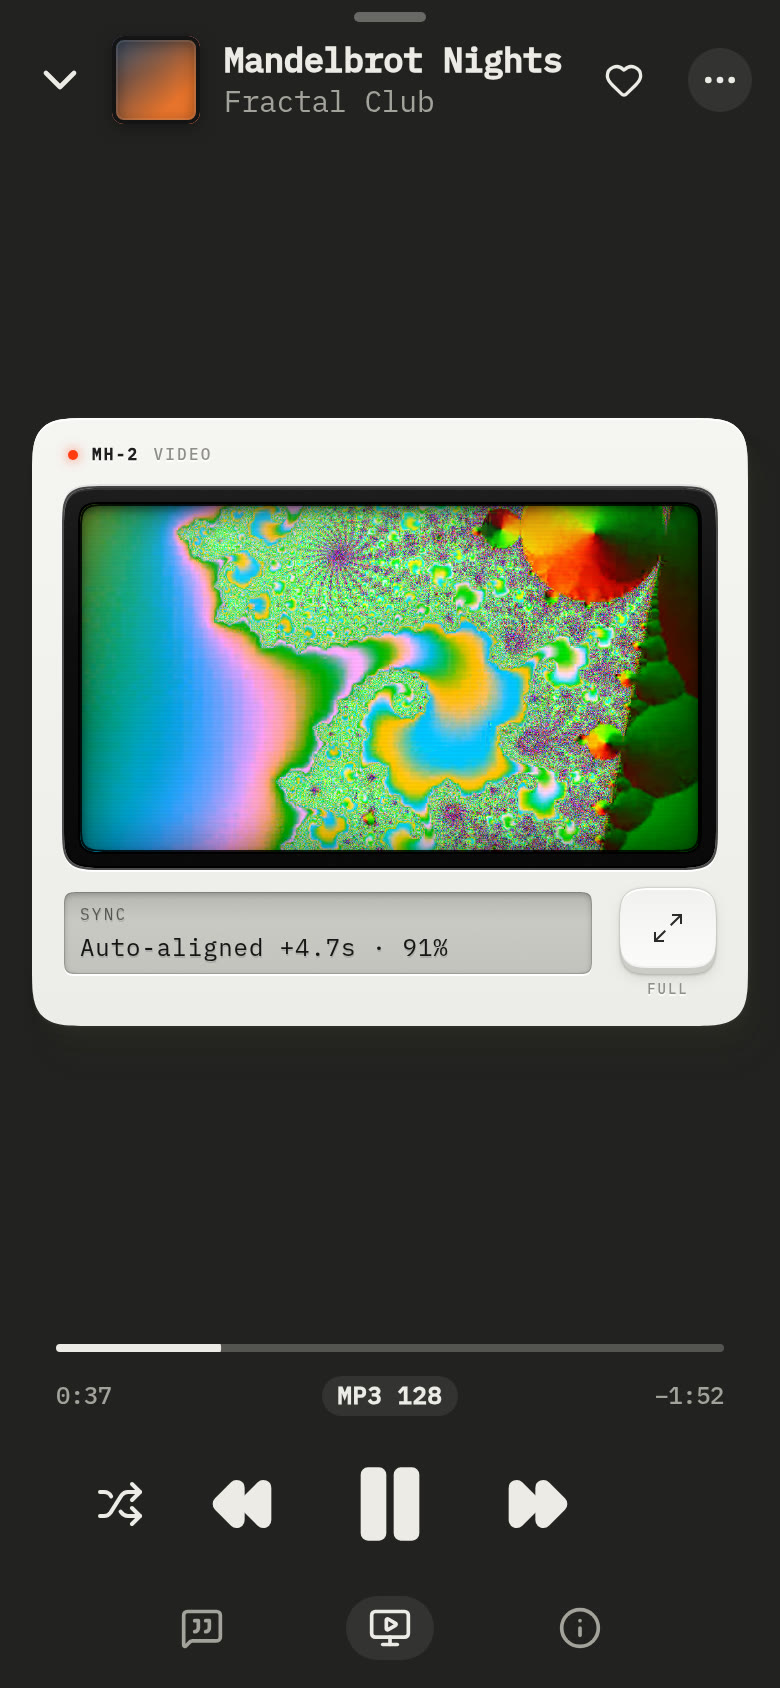 Mandelbrot Nights
Fractal Club
MH-2 VIDEO
SYNC
Auto-aligned +4.7s · 91%
FULL
0:37
MP3 128
−1:52